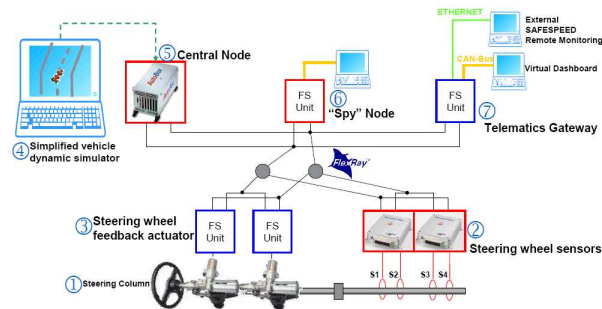 ETHERNET
External
SAFESPEED
Remote Monitoring
CAN-Bus
Virtual Dashboard
5 Central Node
FS
Unit
6
"Spy" Node
FS
Unit
7
Telematics Gateway
4 Simplified vehicle
dynamic simulator
FlexRay
3 Steering wheel
feedback actuator
FS
Unit
FS
Unit
2
Steering wheel sensors
1 Steering Column
S1 S2 S3 S4